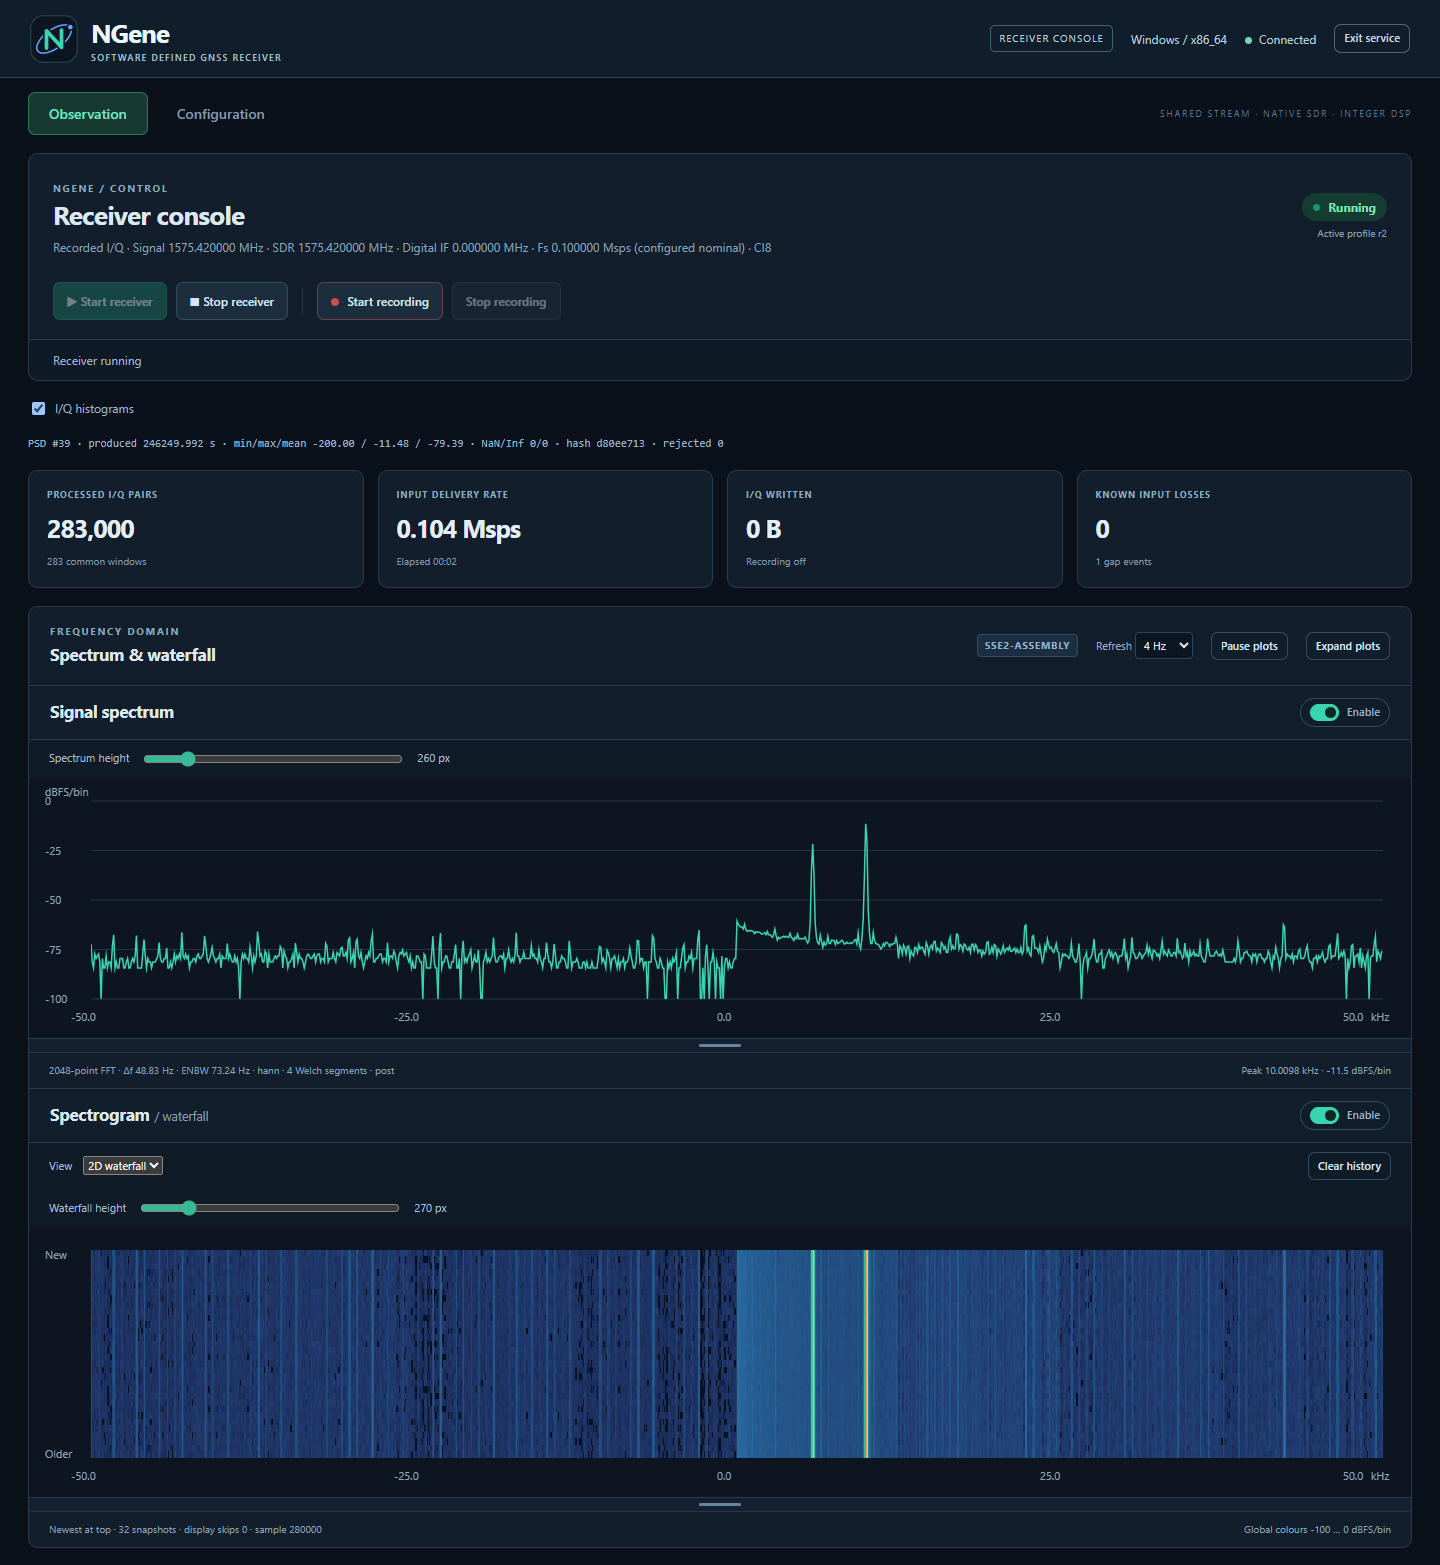 NGene
SOFTWARE DEFINED GNSS RECEIVER
RECEIVER CONSOLE
Windows / x86_64
Connected
Exit service
Observation
Configuration
SHARED STREAM · NATIVE SDR · INTEGER DSP
NGENE / CONTROL
Receiver console
Recorded I/Q · Signal 1575.420000 MHz · SDR 1575.420000 MHz · Digital IF 0.000000 MHz · Fs 0.100000 Msps (configured nominal) · CI8
Running
Active profile r2
▶ Start receiver
■ Stop receiver
Start recording
Stop recording
Receiver running
I/Q histograms
PSD #39 · produced 246249.992 s · min/max/mean -200.00 / -11.48 / -79.39 · NaN/Inf 0/0 · hash d80ee713 · rejected 0
PROCESSED I/Q PAIRS
283,000
283 common windows
INPUT DELIVERY RATE
0.104 Msps
Elapsed 00:02
I/Q WRITTEN
0 B
Recording off
KNOWN INPUT LOSSES
0
1 gap events
FREQUENCY DOMAIN
Spectrum & waterfall
SSE2-ASSEMBLY
Refresh
4 Hz
Pause plots
Expand plots
Signal spectrum
Enable
Spectrum height
260 px
dBFS/bin
0
-25
-50
-75
-100
-50.0
-25.0
0.0
25.0
50.0
kHz
2048-point FFT · Δf 48.83 Hz · ENBW 73.24 Hz · hann · 4 Welch segments · post
Peak 10.0098 kHz · -11.5 dBFS/bin
Spectrogram / waterfall
Enable
View
2D waterfall
Clear history
Waterfall height
270 px
New
Older
-50.0
-25.0
0.0
25.0
50.0
kHz
Newest at top · 32 snapshots · display skips 0 · sample 280000
Global colours -100 ... 0 dBFS/bin